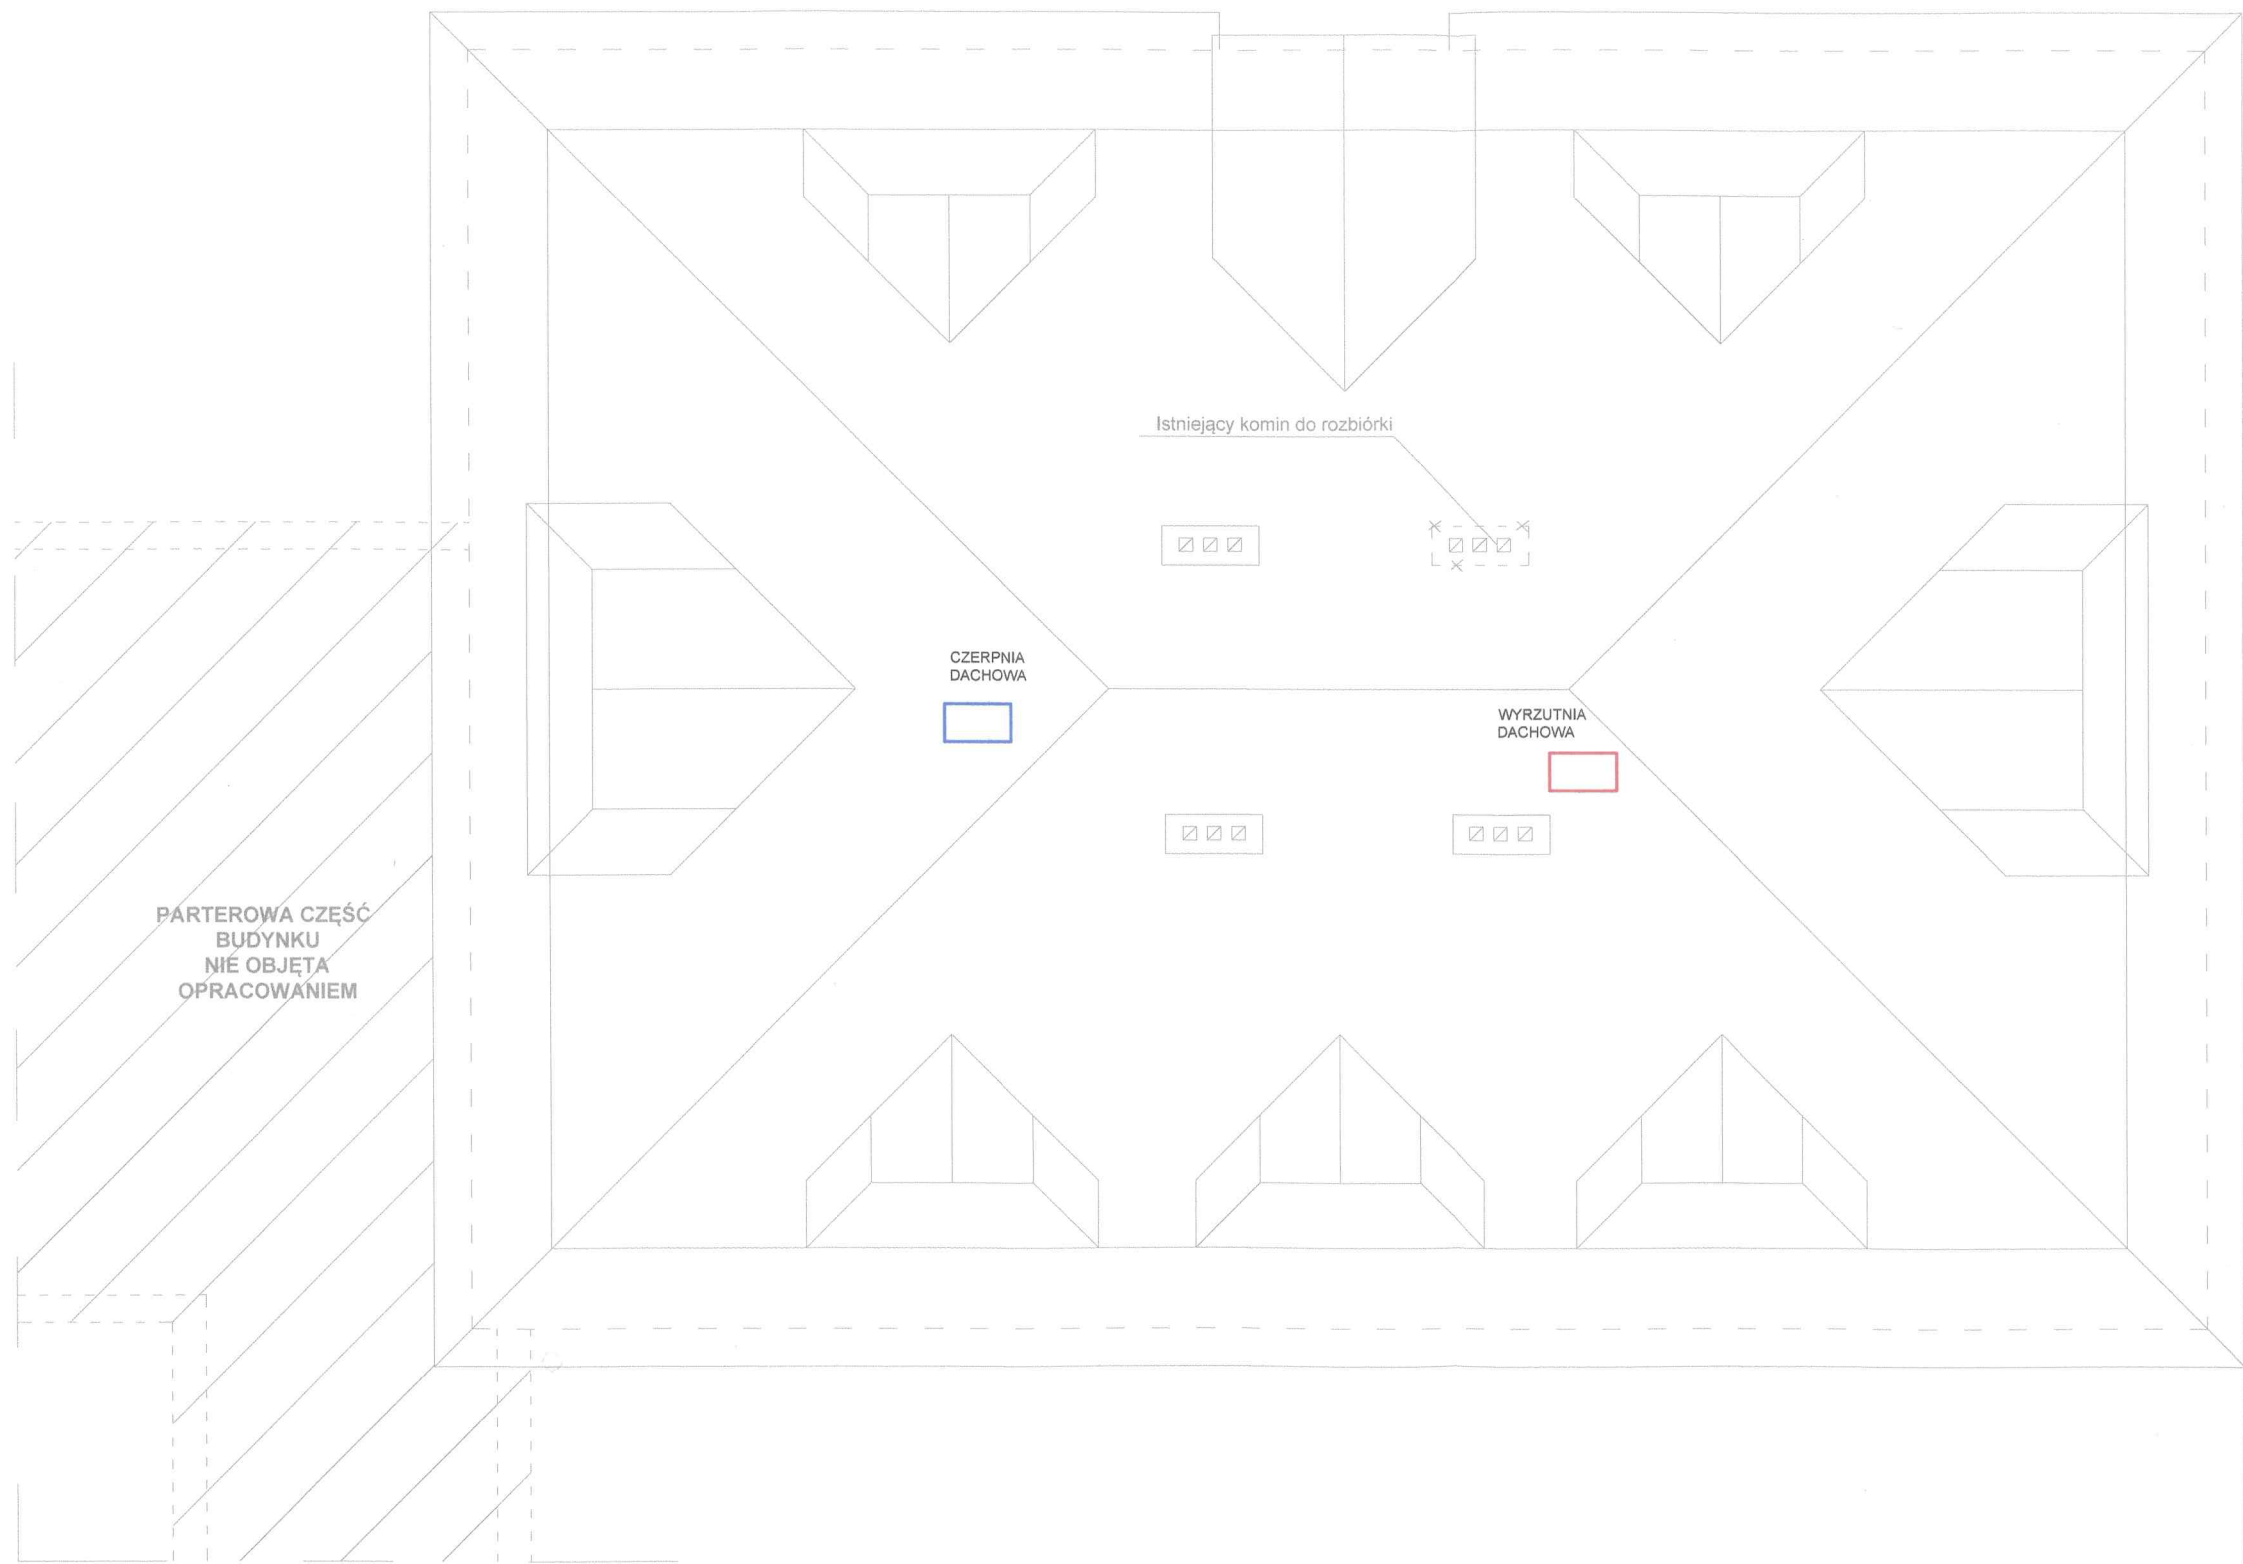 Istniejący komin do rozbiórki
CZERPNIA
DACHOWA
WYRZUTNIA
DACHOWA
PARTEROWA CZĘŚĆ
BUDYNKU
NIE OBJĘTA
OPRACOWANIEM